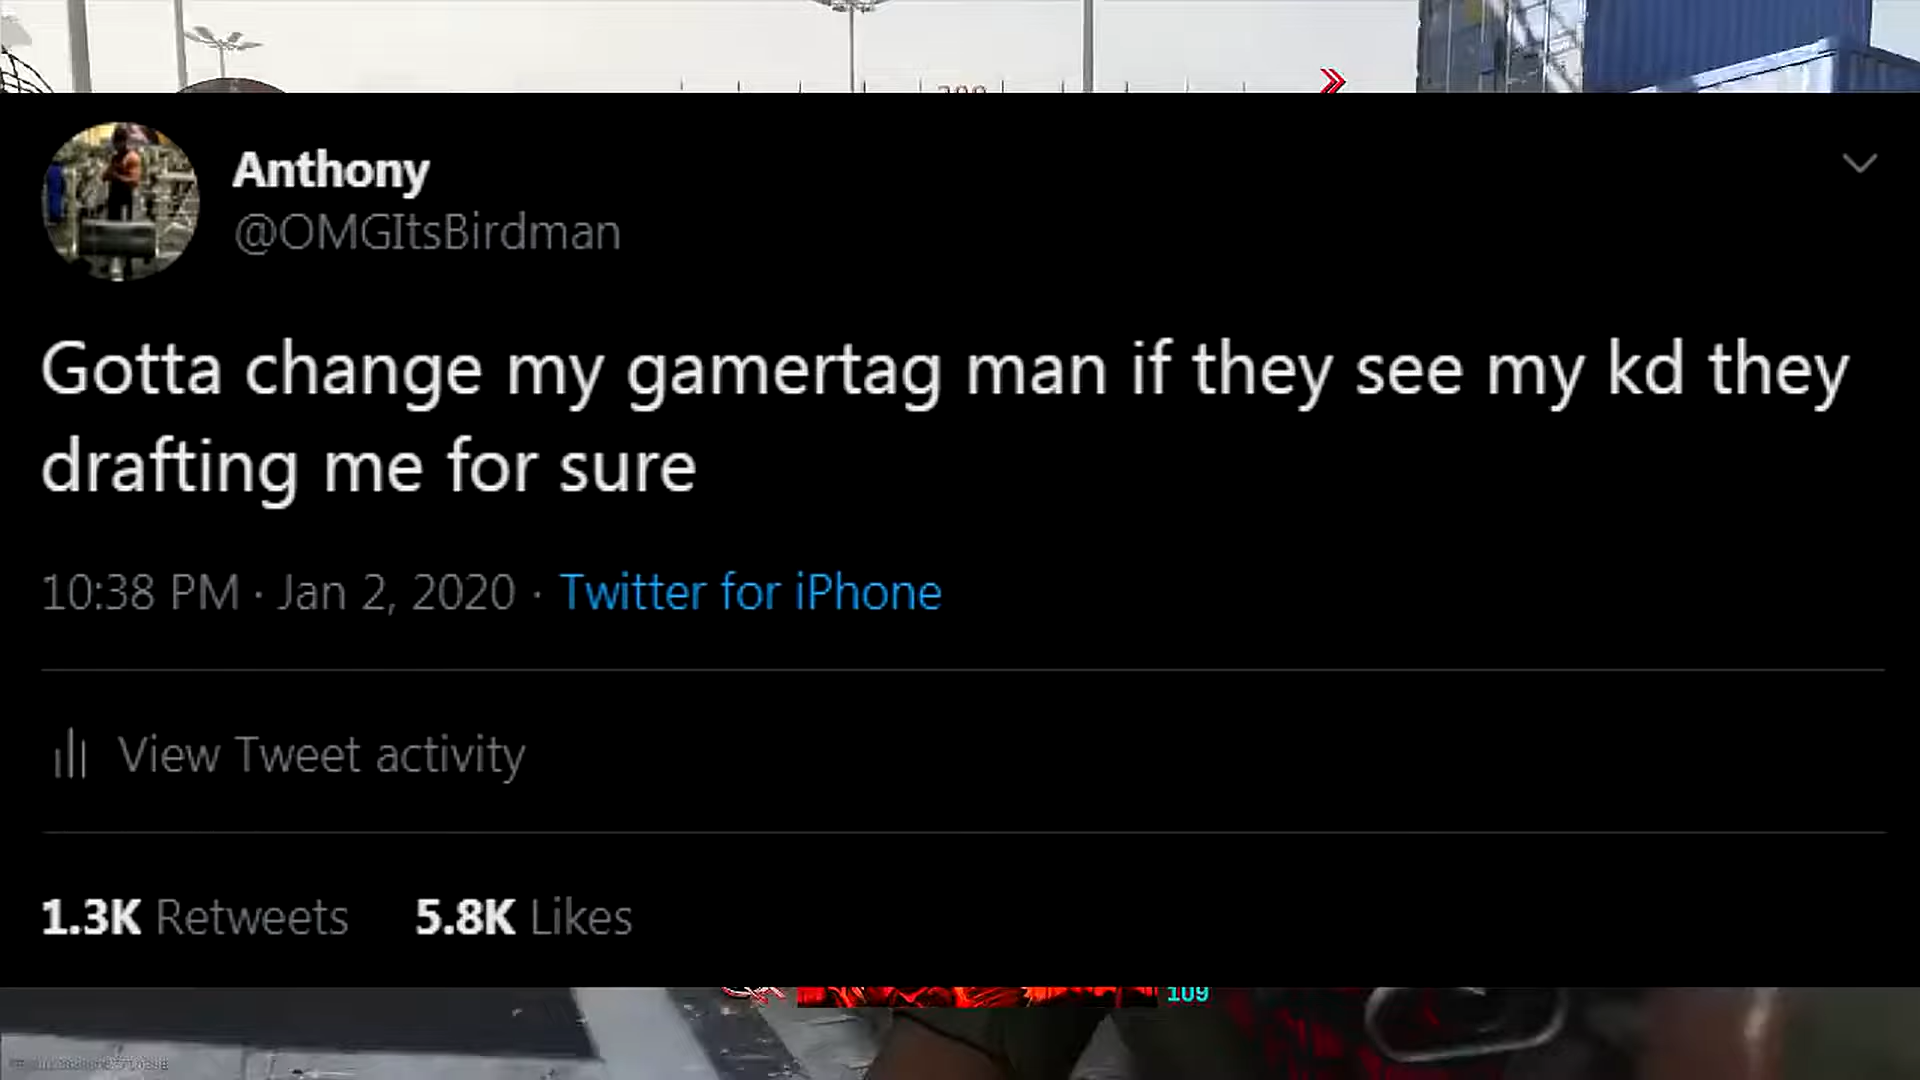 Anthony
@OMGItsBirdman
Gotta change my gamertag man if they see my kd they
drafting me for sure
10:38 PM · Jan 2, 2020 · Twitter for iPhone
View Tweet activity
1.3K Retweets 5.8K Likes
109